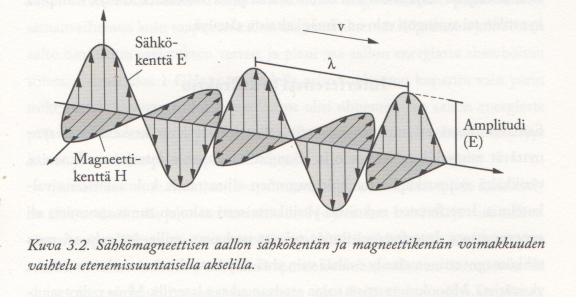 Sähkö-
kenttä E
v
λ
Amplitudi
(E)
Magneetti-
kenttä H
Kuva 3.2. Sähkömagneettisen aallon sähkökentän ja magneettikentän voimakkuuden
vaihtelu etenemissuuntaisella akselilla.